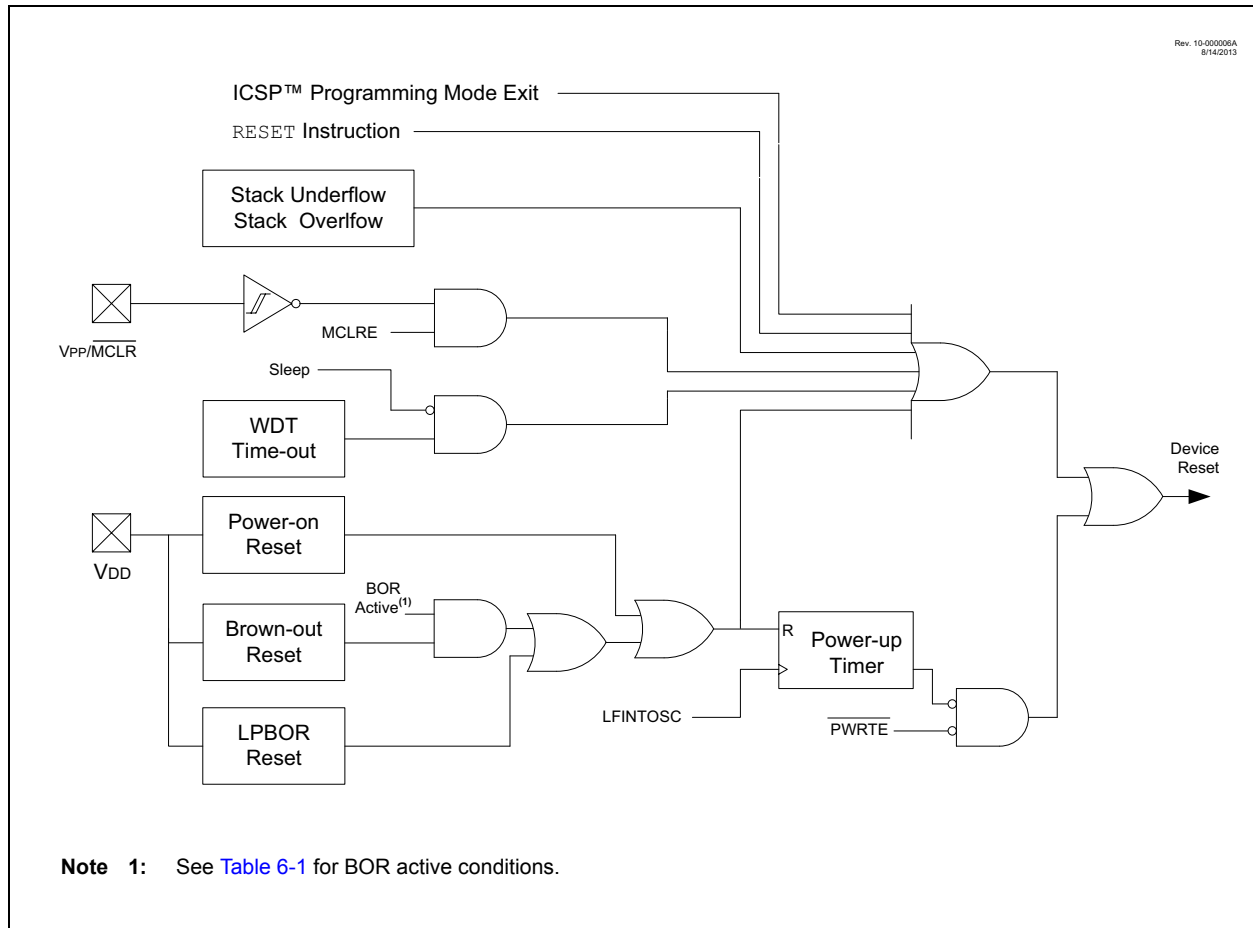 Rev. 10-000006A
8/14/2013
ICSP™ Programming Mode Exit
RESET Instruction
Stack Underflow
Stack Overlfow
VPP/MCLR
MCLRE
Sleep
WDT
Time-out
Device
Reset
VDD
Power-on
Reset
BOR
Active(1)
Brown-out
Reset
R
Power-up
Timer
LFINTOSC
PWRTE
LPBOR
Reset
Note 1: See Table 6-1 for BOR active conditions.